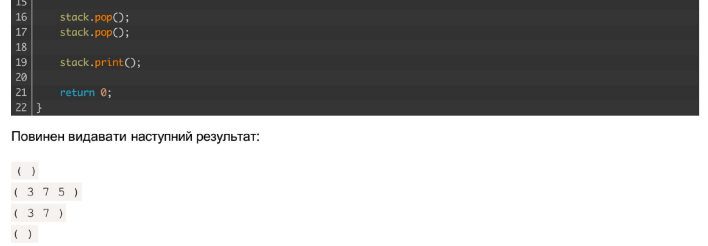 15
16 stack.pop();
17 stack.pop();
18
19 stack.print();
20
21 return 0;
22 }
Повинен видавати наступний результат:
( )
( 3 7 5 )
( 3 7 )
( )